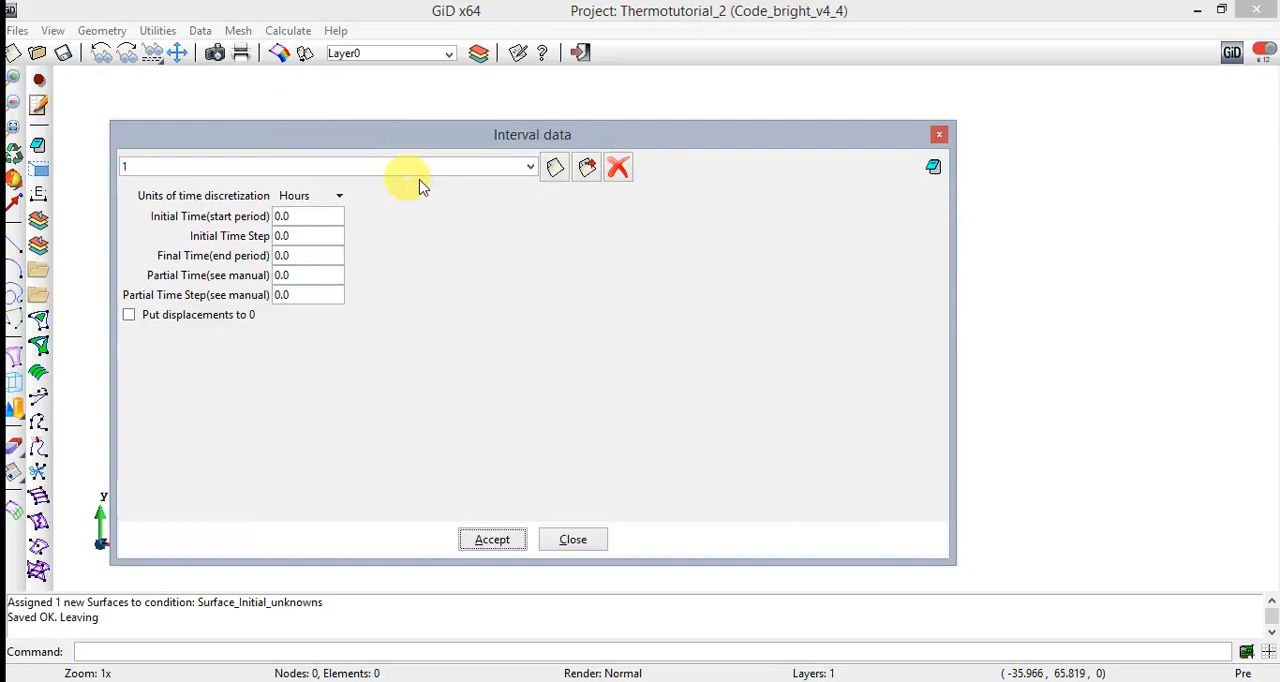 GiD x64 Project: Thermotutorial_2 (Code_bright_v4_4)
Files View Geometry Utilities Data Mesh Calculate Help
Layer0
GiD
v 12
Interval data
1
Units of time discretization Hours
Initial Time(start period) 0.0
Initial Time Step 0.0
Final Time(end period) 0.0
Partial Time(see manual) 0.0
Partial Time Step(see manual) 0.0
Put displacements to 0
y
Accept Close
Assigned 1 new Surfaces to condition: Surface_Initial_unknowns
Saved OK. Leaving
Command:
Zoom: 1x Nodes: 0, Elements: 0 Render: Normal Layers: 1 (-35.966, 65.819, 0) Pre